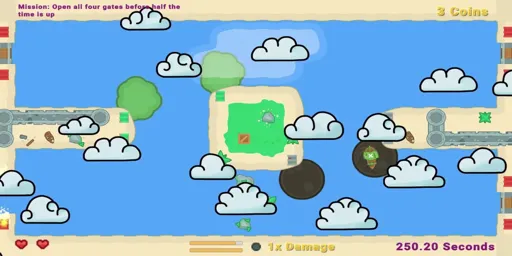 Mission: Open all four gates before half the
time is up
3 Coins
1x Damage
250.20 Seconds